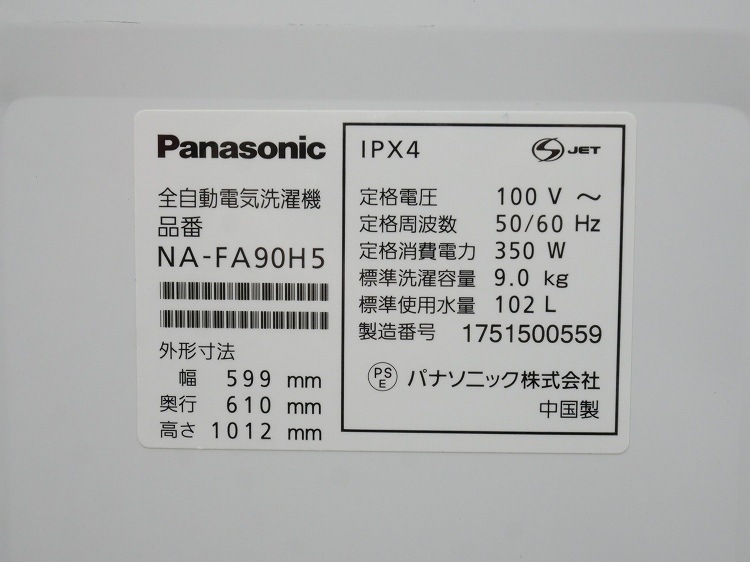 Panasonic
全自動電気洗濯機
品番
NA-FA90H5
外形寸法
幅 599 mm
奥行 610 mm
高さ 1012 mm
IPX4
JET
定格電圧 100 V ～
定格周波数 50/60 Hz
定格消費電力 350 W
標準洗濯容量 9.0 kg
標準使用水量 102 L
製造番号 1751500559
PS
E
パナソニック株式会社
中国製